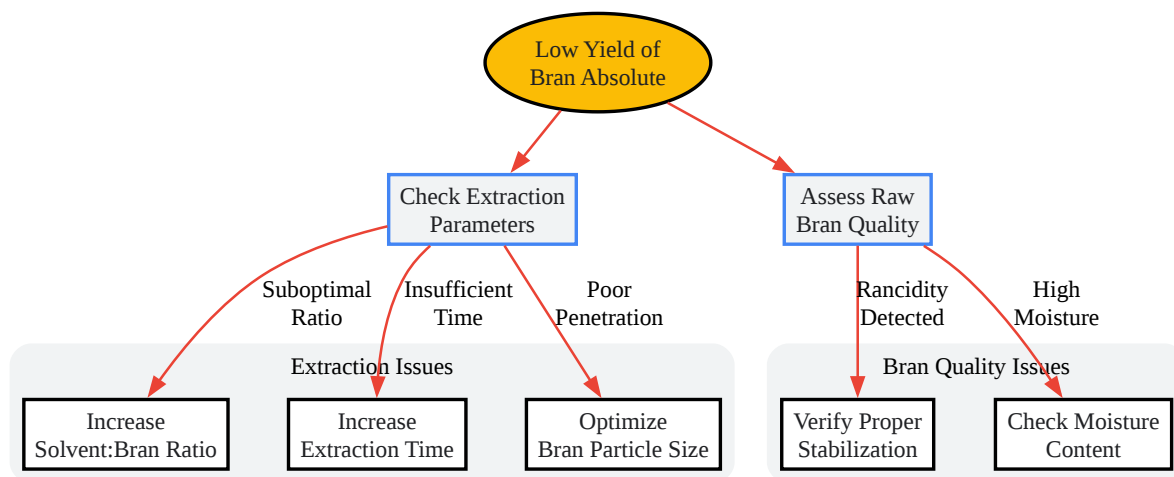 Low Yield of
Bran Absolute
Check Extraction
Parameters
Assess Raw
Bran Quality
Suboptimal
Ratio
Insufficient
Time
Poor
Penetration
Rancidity
Detected
High
Moisture
Extraction Issues
Bran Quality Issues
Increase
Solvent:Bran Ratio
Increase
Extraction Time
Optimize
Bran Particle Size
Verify Proper
Stabilization
Check Moisture
Content